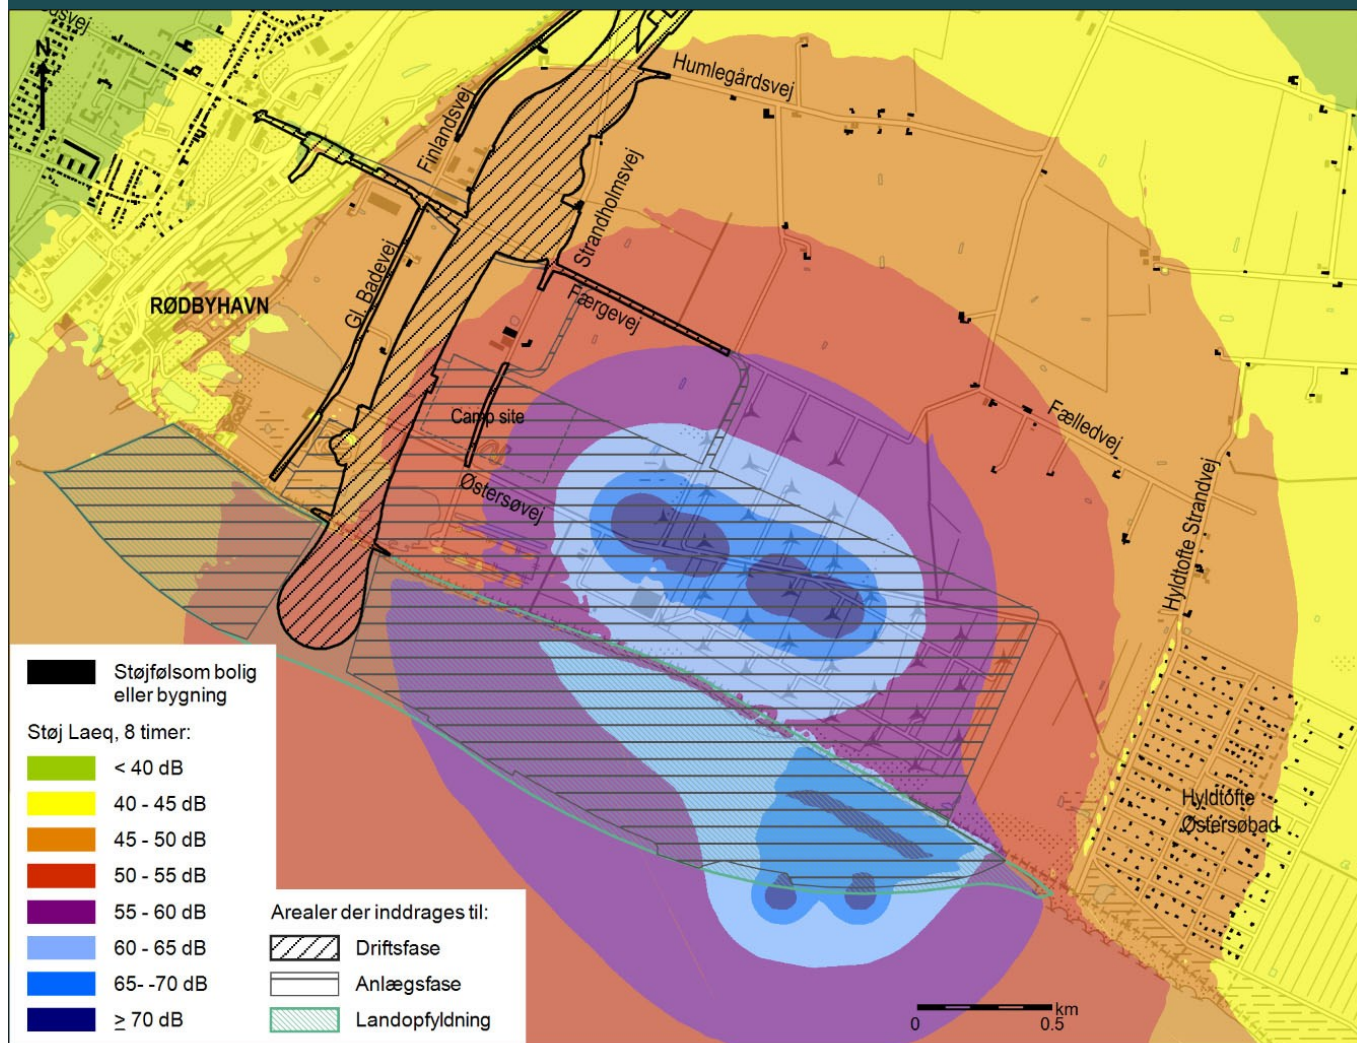 N
Humlegårdsvej
Finlandsvej
Strandholmsvej
Gl. Badevej
RØDBYHAVN
Færgevej
Camp site
Østersøvej
Fælledvej
Hyldtofte Strandvej
Hyldtofte
Østersøbad
Støjfølsom bolig
eller bygning
Støj Laeq, 8 timer:
< 40 dB
40 - 45 dB
45 - 50 dB
50 - 55 dB
55 - 60 dB
60 - 65 dB
65- -70 dB
≥ 70 dB
Arealer der inddrages til:
Driftsfase
Anlægsfase
Landopfyldning
km
0 0.5